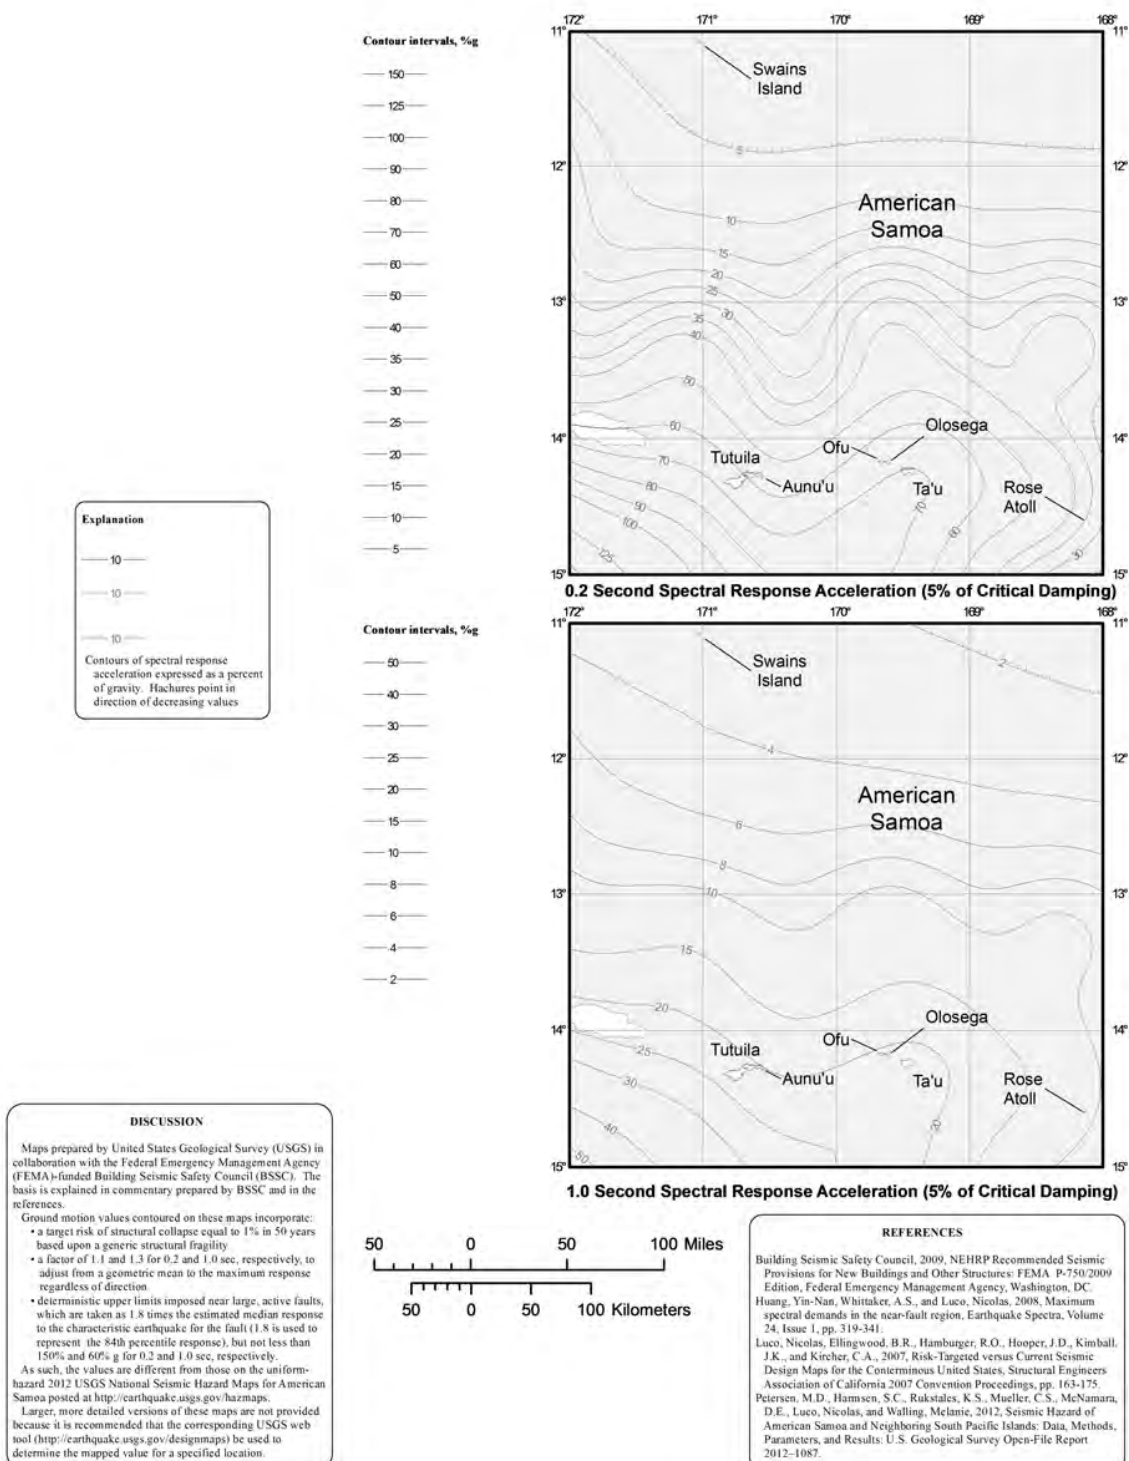 Contour intervals, %g
150
125
100
90
80
70
60
50
40
35
30
25
20
15
10
5
172°
171°
170°
169°
168°
11°
11°
Swains
Island
5
12°
12°
American
Samoa
10
15
20
25
13°
13°
30
35
40
50
14°
14°
60
Olosega
Ofu
Tutuila
70
Aunu'u
Ta'u
Rose
Atoll
80
90
100
70
60
125
30
15°
15°
0.2 Second Spectral Response Acceleration (5% of Critical Damping)
Explanation
10
10
10
Contours of spectral response
acceleration expressed as a percent
of gravity. Hachures point in
direction of decreasing values
Contour intervals, %g
50
40
30
25
20
15
10
8
6
4
2
172°
171°
170°
169°
168°
11°
11°
Swains
Island
2
4
12°
12°
American
Samoa
6
8
10
13°
13°
15
20
14°
14°
Olosega
Ofu
25
Tutuila
Aunu'u
Ta'u
Rose
Atoll
30
40
20
50
15°
15°
1.0 Second Spectral Response Acceleration (5% of Critical Damping)
DISCUSSION
Maps prepared by United States Geological Survey (USGS) in
collaboration with the Federal Emergency Management Agency
(FEMA)-funded Building Seismic Safety Council (BSSC). The
basis is explained in commentary prepared by BSSC and in the
references.
Ground motion values contoured on these maps incorporate:
• a target risk of structural collapse equal to 1% in 50 years
based upon a generic structural fragility
• a factor of 1.1 and 1.3 for 0.2 and 1.0 sec, respectively, to
adjust from a geometric mean to the maximum response
regardless of direction
• deterministic upper limits imposed near large, active faults,
which are taken as 1.8 times the estimated median response
to the characteristic earthquake for the fault (1.8 is used to
represent the 84th percentile response), but not less than
150% and 60% g for 0.2 and 1.0 sec, respectively.
As such, the values are different from those on the uniform-
hazard 2012 USGS National Seismic Hazard Maps for American
Samoa posted at http://earthquake.usgs.gov/hazmaps.
Larger, more detailed versions of these maps are not provided
because it is recommended that the corresponding USGS web
tool (http://earthquake.usgs.gov/designmaps) be used to
determine the mapped value for a specified location.
50 0 50 100 Miles
50 0 50 100 Kilometers
REFERENCES
Building Seismic Safety Council, 2009, NEHRP Recommended Seismic
Provisions for New Buildings and Other Structures: FEMA P-750/2009
Edition, Federal Emergency Management Agency, Washington, DC.
Huang, Yin-Nan, Whittaker, A.S., and Luco, Nicolas, 2008, Maximum
spectral demands in the near-fault region, Earthquake Spectra, Volume
24, Issue 1, pp. 319-341.
Luco, Nicolas, Ellingwood, B.R., Hamburger, R.O., Hooper, J.D., Kimball,
J.K., and Kircher, C.A., 2007, Risk-Targeted versus Current Seismic
Design Maps for the Conterminous United States, Structural Engineers
Association of California 2007 Convention Proceedings, pp. 163-175.
Petersen, M.D., Harmsen, S.C., Rukstales, K.S., Mueller, C.S., McNamara,
D.E., Luco, Nicolas, and Walling, Melanie, 2012, Seismic Hazard of
American Samoa and Neighboring South Pacific Islands: Data, Methods,
Parameters, and Results: U.S. Geological Survey Open-File Report
2012–1087.